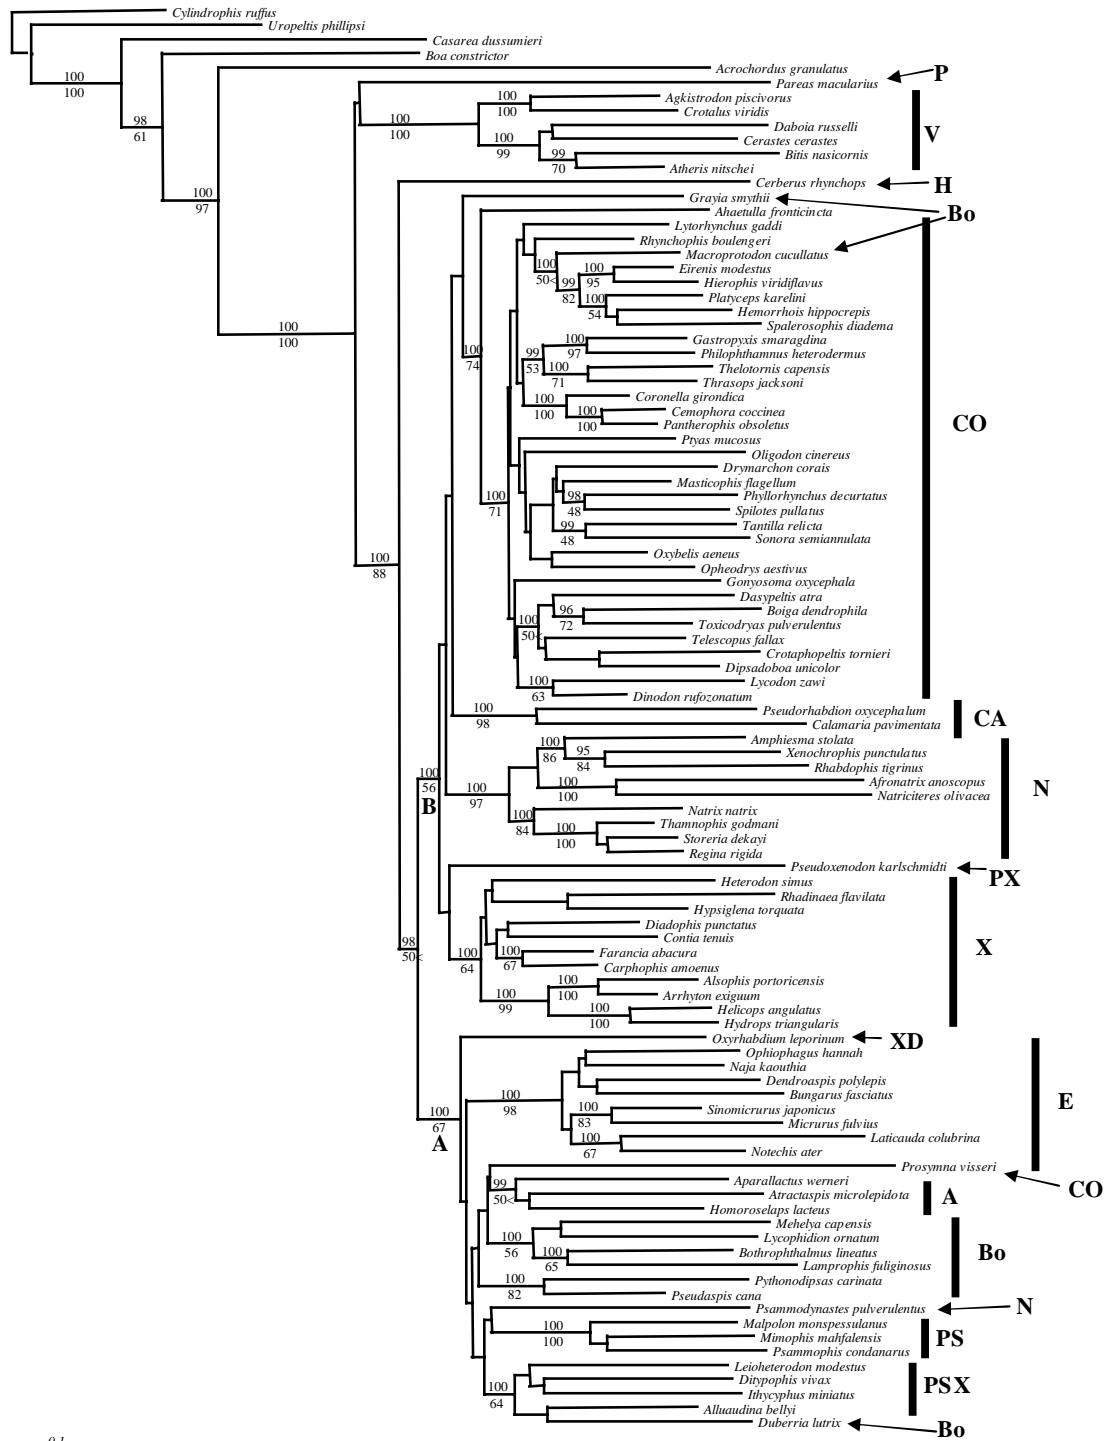 Cylindrophis ruffus
Uropeltis phillipsi
Casarea dussumieri
Boa constrictor
100
100
Acrochordus granulatus
P
Pareas macularius
98
61
Agkistrodon piscivorus
100
100
Crotalus viridis
100
100
Daboia russelli
V
Cerastes cerastes
100
99
Bitis nasicornis
99
70
Atheris nitschei
Cerberus rhynchops
H
100
97
Grayia smythii
Bo
Ahaetulla fronticincta
Lytorhynchus gaddi
Rhynchophis boulengeri
Macroprotodon cucullatus
100
50<
Eirenis modestus
100
95
Hierophis viridiflavus
99
82
Platyceps karelini
100
54
Hemorrhois hippocrepis
Spalerosophis diadema
100
100
Gastropyxis smaragdina
100
97
Philophthamnus heterodermus
100
74
99
53
Thelotornis capensis
100
71
Thrasops jacksoni
Coronella girondica
100
100
Cemophora coccinea
100
100
Pantherophis obsoletus
CO
Ptyas mucosus
Oligodon cinereus
Drymarchon corais
Masticophis flagellum
Phyllorhynchus decurtatus
98
48
100
71
Spilotes pullatus
Tantilla relicta
99
48
Sonora semiannulata
Oxybelis aeneus
100
88
Opheodrys aestivus
Gonyosoma oxycephala
Dasypeltis atra
Boiga dendrophila
96
72
Toxicodryas pulverulentus
100
50<
Telescopus fallax
Crotaphopeltis tornieri
Dipsadoboa unicolor
Lycodon zawi
100
63
Dinodon rufozonatum
Pseudorhabdion oxycephalum
CA
100
98
Calamaria pavimentata
Amphiesma stolata
100
86
Xenochrophis punctulatus
95
84
Rhabdophis tigrinus
100
56
B
Afronatrix anoscopus
N
100
100
Natriciteres olivacea
100
97
Natrix natrix
100
84
Thamnophis godmani
100
100
Storeria dekayi
Regina rigida
Pseudoxenodon karlschmidti
PX
Heterodon simus
Rhadinaea flavilata
Hypsiglena torquata
Diadophis punctatus
Contia tenuis
X
98
50<
100
64
Farancia abacura
100
67
Carphophis amoenus
Alsophis portoricensis
100
100
Arrhyton exiguum
100
99
Helicops angulatus
100
100
Hydrops triangularis
Oxyrhabdium leporinum
XD
Ophiophagus hannah
Naja kaouthia
Dendroaspis polylepis
Bungarus fasciatus
E
100
98
Sinomicrurus japonicus
100
83
Micrurus fulvius
100
67
A
Laticauda colubrina
100
67
Notechis ater
Prosymna visseri
CO
Aparallactus werneri
99
50<
Atractaspis microlepidota
A
Homoroselaps lacteus
Mehelya capensis
Lycophidion ornatum
100
56
Bothrophthalmus lineatus
Bo
100
65
Lamprophis fuliginosus
Pythonodipsas carinata
100
82
Pseudaspis cana
Psammodynastes pulverulentus
N
Malpolon monspessulanus
100
100
Mimophis mahfalensis
PS
Psammophis condanarus
Leioheterodon modestus
Ditypophis vivax
PSX
Ithycyphus miniatus
100
64
Alluaudina bellyi
Duberria lutrix
Bo